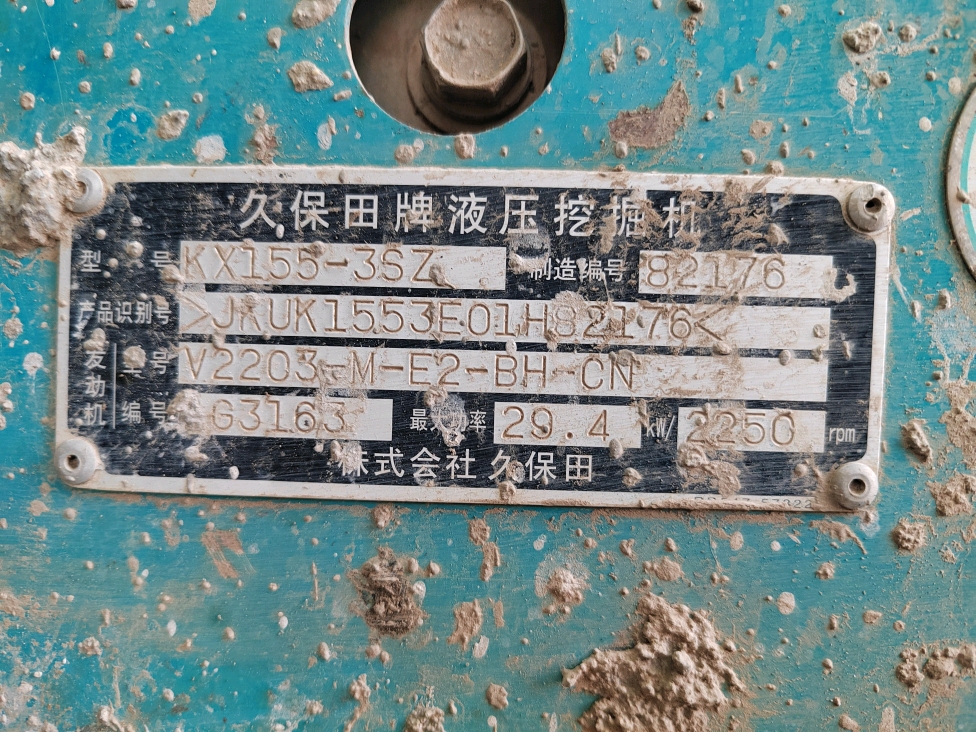 久保田牌液压挖掘机
型号 KX155-3SZ 制造编号 82176
产品识别号 >JKUK1553E01H82176<
发动机 型号 V2203-M-E2-BH-CN
编号 G3163 最大功率 29.4 kW/ 2250 rpm
株式会社久保田